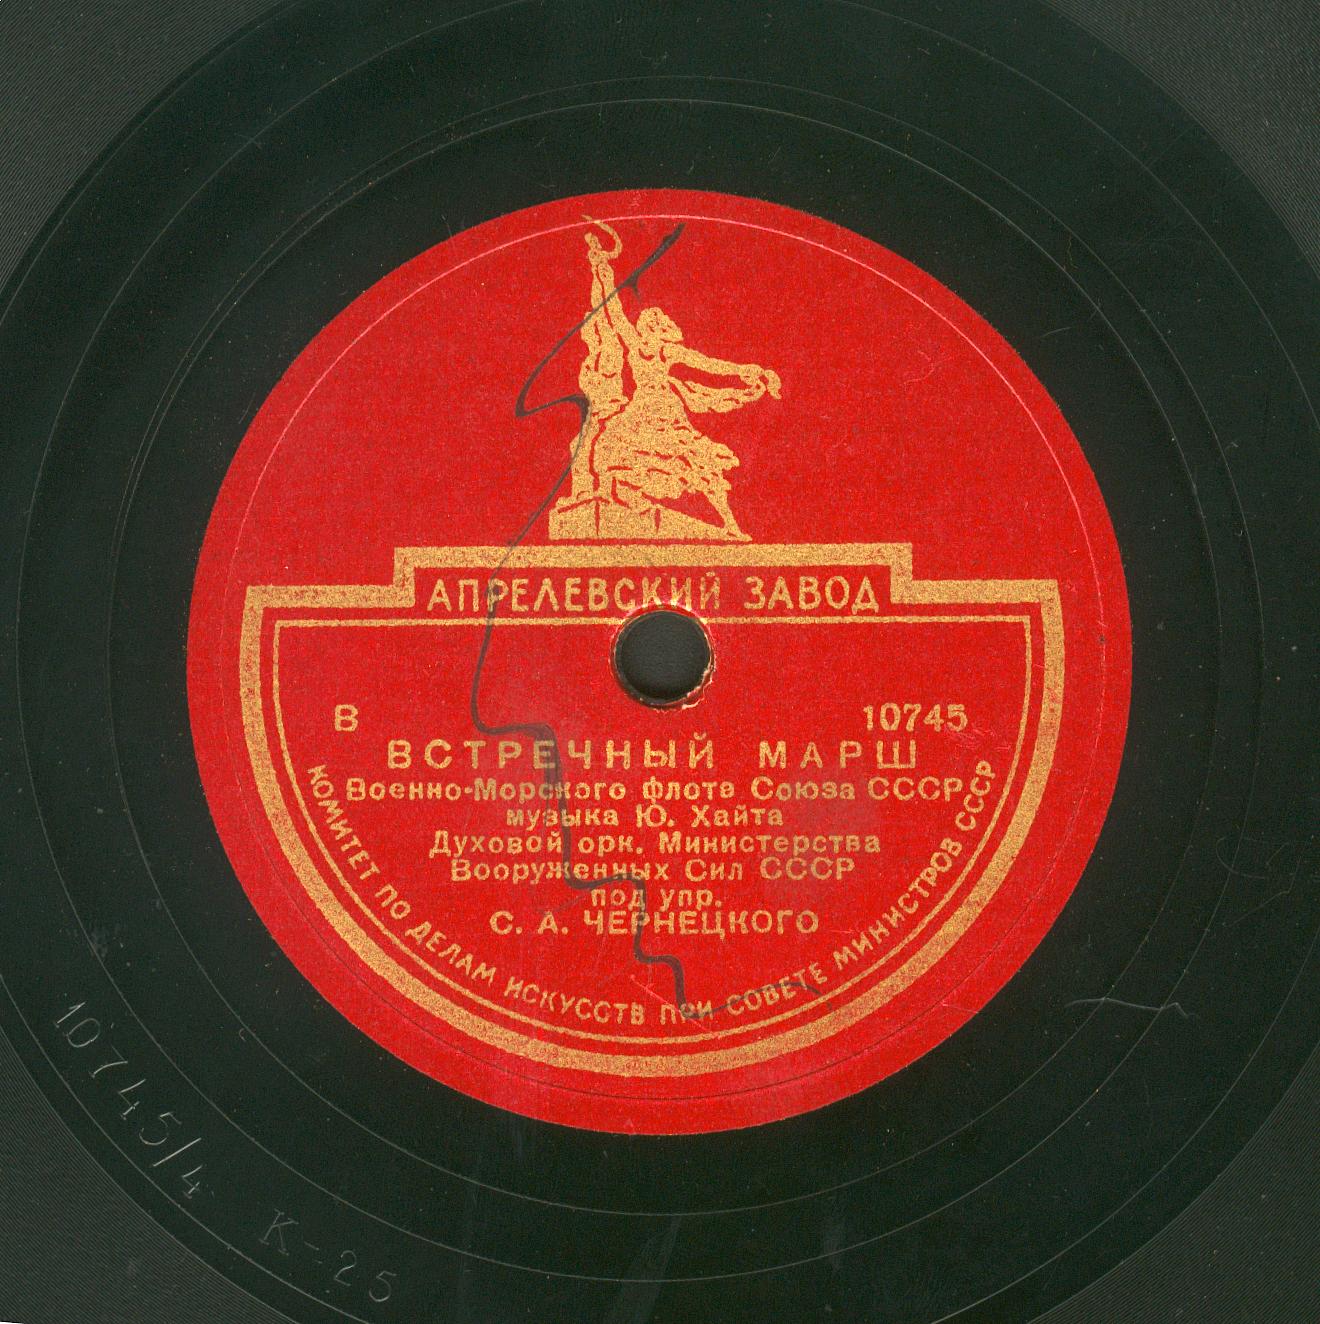 АПРЕЛЕВСКИЙ ЗАВОД
В 10745
ВСТРЕЧНЫЙ МАРШ
Военно-Морского флота Союза СССР
музыка Ю. Хайта
Духовой орк. Министерства
Вооруженных Сил СССР
под упр.
С. А. ЧЕРНЕЦКОГО
КОМИТЕТ ПО ДЕЛАМ ИСКУССТВ ПРИ СОВЕТЕ МИНИСТРОВ СССР
10745/4 К-25